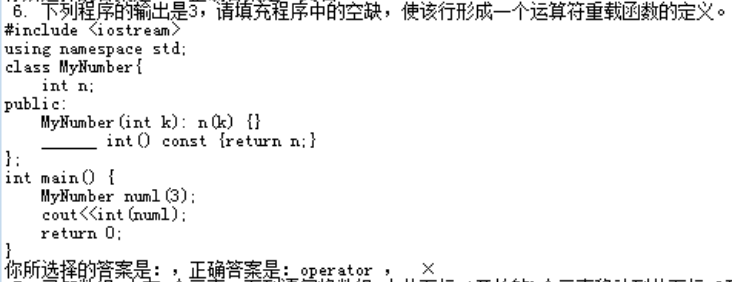 6. 下列程序的输出是3，请填充程序中的空缺，使该行形成一个运算符重载函数的定义。
#include <iostream>
using namespace std;
class MyNumber{
int n;
public:
MyNumber(int k): n(k) {}
______ int() const {return n;}
};
int main() {
MyNumber num1(3);
cout<<int(num1);
return 0;
}
你所选择的答案是：，正确答案是：operator ， ×